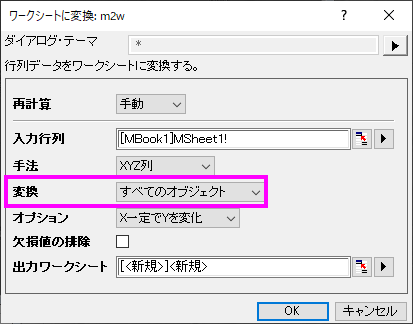 ワークシートに変換: m2w
ダイアログ・テーマ *
行列データをワークシートに変換する。
再計算 手動
入力行列 [MBook1]MSheet1!
手法 XYZ列
変換 すべてのオブジェクト
オプション X一定でYを変化
欠損値の排除
出力ワークシート [<新規>]<新規>
OK キャンセル